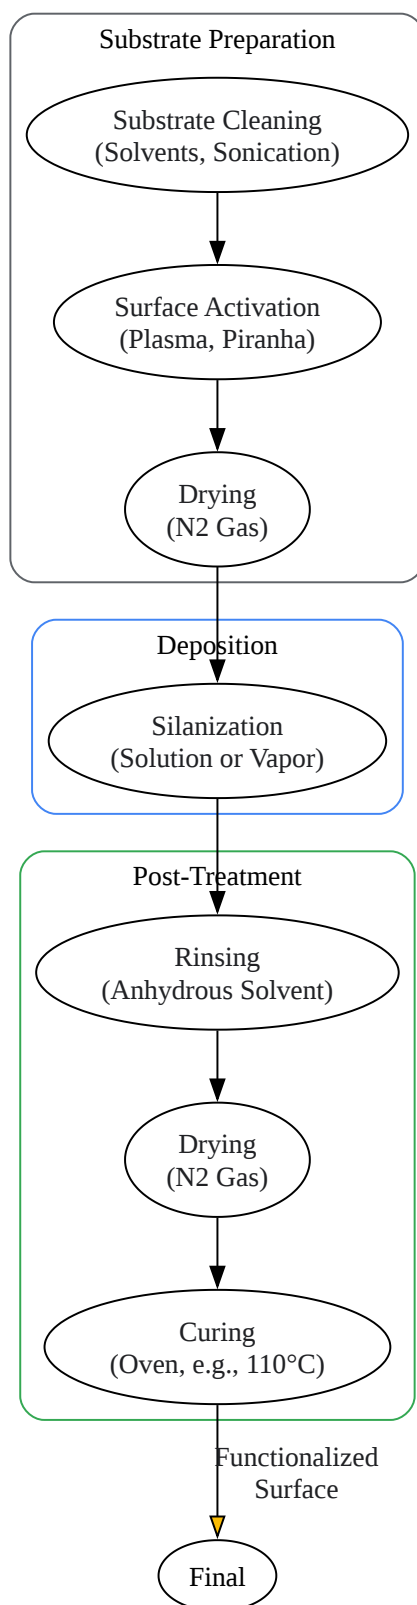 Substrate Preparation
Substrate Cleaning
(Solvents, Sonication)
Surface Activation
(Plasma, Piranha)
Drying
(N2 Gas)
Deposition
Silanization
(Solution or Vapor)
Post-Treatment
Rinsing
(Anhydrous Solvent)
Drying
(N2 Gas)
Curing
(Oven, e.g., 110°C)
Functionalized
Surface
Final